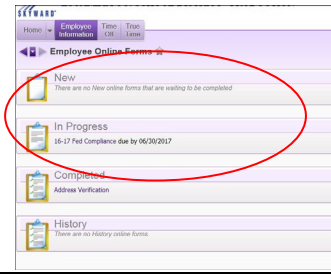 SKYWARD®
Home Employee Information Time Off True Time
Employee Online Forms
New
There are no New online forms that are waiting to be completed
In Progress
16-17 Fed Compliance due by 06/30/2017
Completed
Address Verification
History
There are no History online forms.